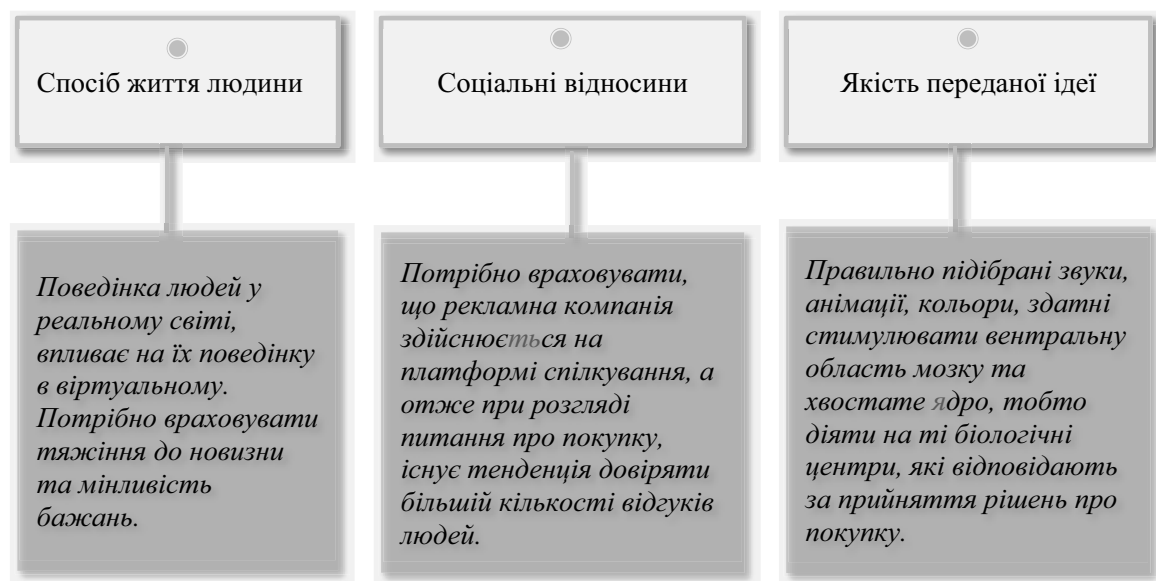 Спосіб життя людини
Соціальні відносини
Якість переданої ідеї
Поведінка людей у
реальному світі,
впливає на їх поведінку
в віртуальному.
Потрібно враховувати
тяжіння до новизни
та мінливість
бажань.
Потрібно враховувати,
що рекламна компанія
здійснюється на
платформі спілкування, а
отже при розгляді
питання про покупку,
існує тенденція довіряти
більшій кількості відгуків
людей.
Правильно підібрані звуки,
анімації, кольори, здатні
стимулювати вентральну
область мозку та
хвостате ядро, тобто
діяти на ті біологічні
центри, які відповідають
за прийняття рішень про
покупку.